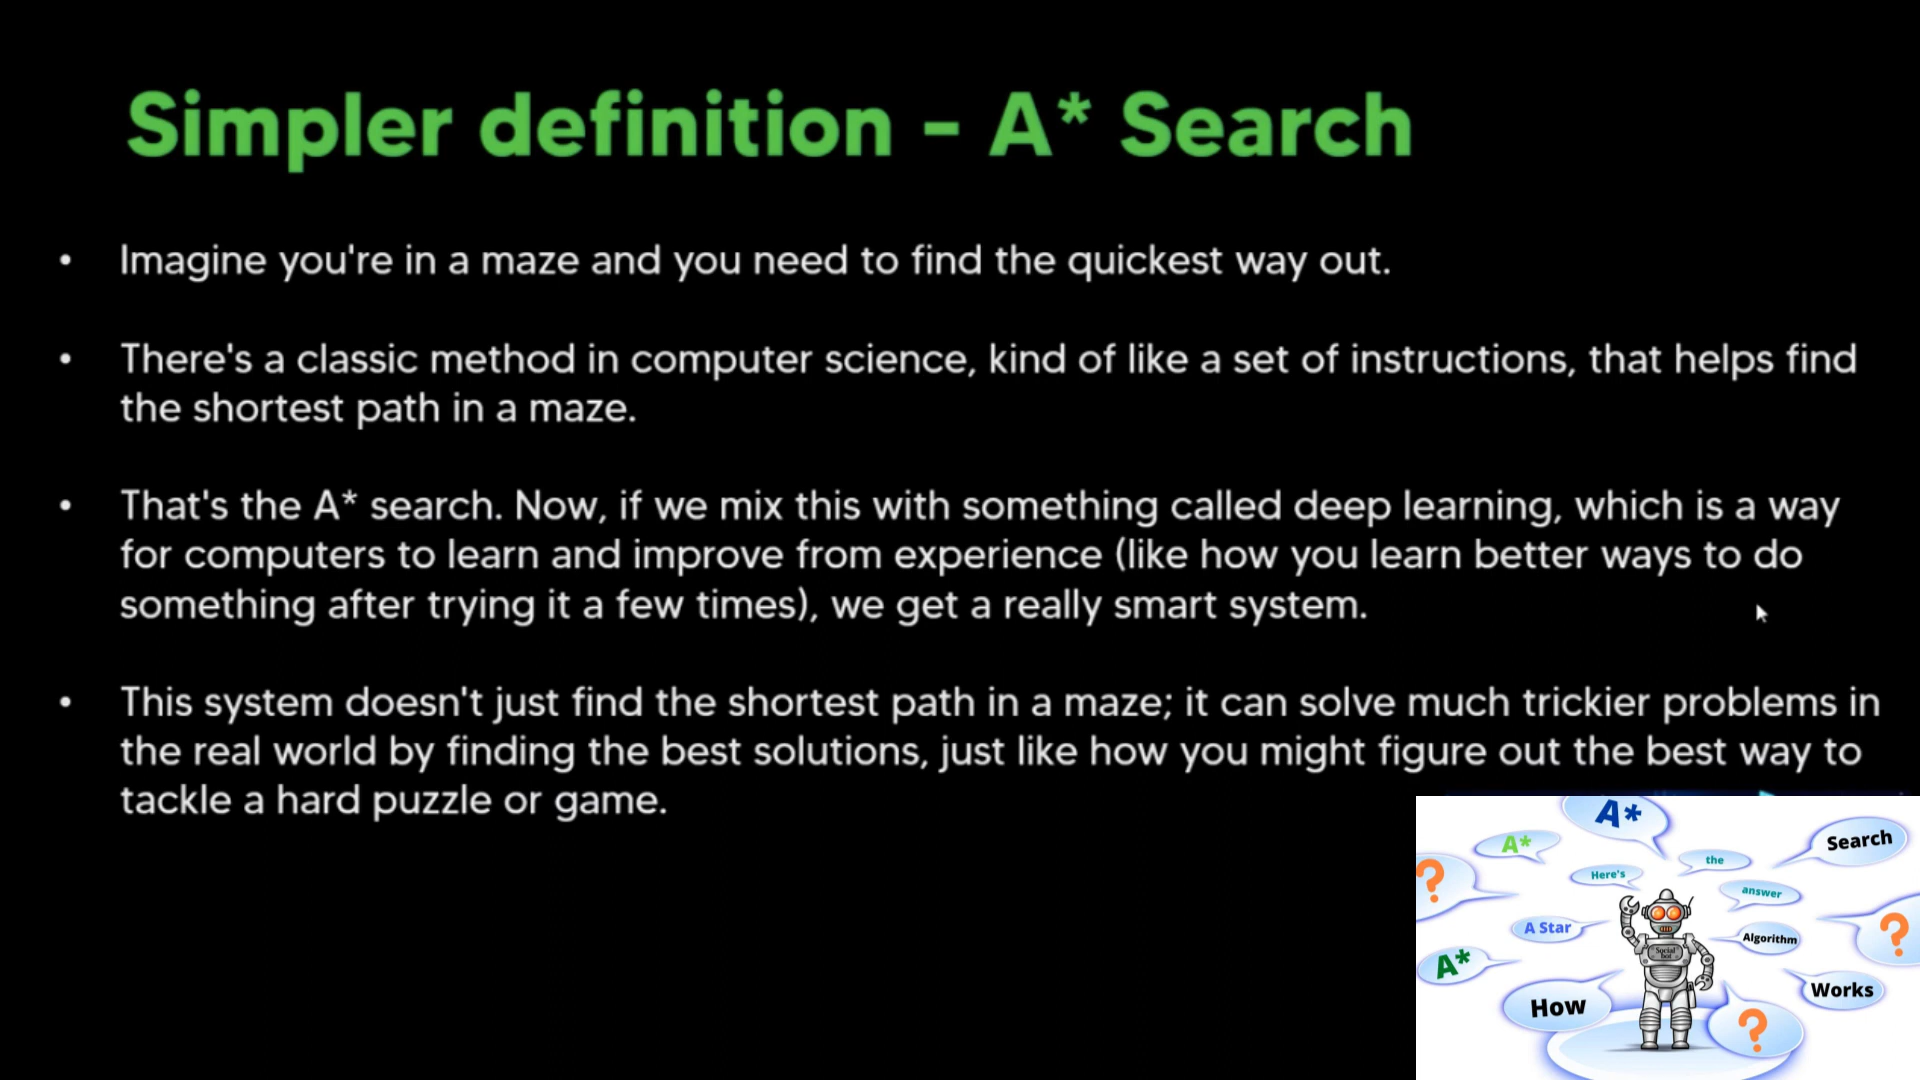 Simpler definition - A* Search
• Imagine you're in a maze and you need to find the quickest way out.
• There's a classic method in computer science, kind of like a set of instructions, that helps find
the shortest path in a maze.
• That's the A* search. Now, if we mix this with something called deep learning, which is a way
for computers to learn and improve from experience (like how you learn better ways to do
something after trying it a few times), we get a really smart system.
• This system doesn't just find the shortest path in a maze; it can solve much trickier problems in
the real world by finding the best solutions, just like how you might figure out the best way to
tackle a hard puzzle or game.
A*
A*
Search
?
Here's
the
answer
A Star
Algorithm
?
A*
Social
bot
How
Works
?